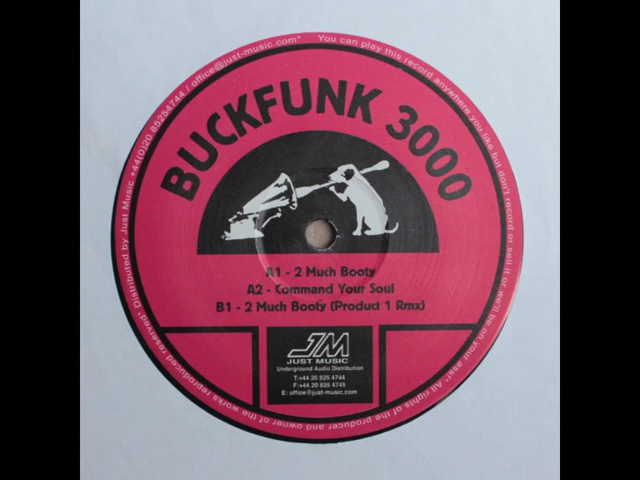 BUCKFUNK 3000
A1 - 2 Much Booty
A2 - Command Your Soul
B1 - 2 Much Booty (Product 1 Rmx)
JM
JUST MUSIC
Underground Audio Distribution
T:+44 20 825 4744
F:+44 20 825 4745
E: office@just-music.com
You can play this record anywhere you like but don't record or sell it or we'll be on your ass!* All rights of the producer and owner of the works reproduced reserved* Distributed by Just Music +44(0)20 85254744 / office@just-music.com*